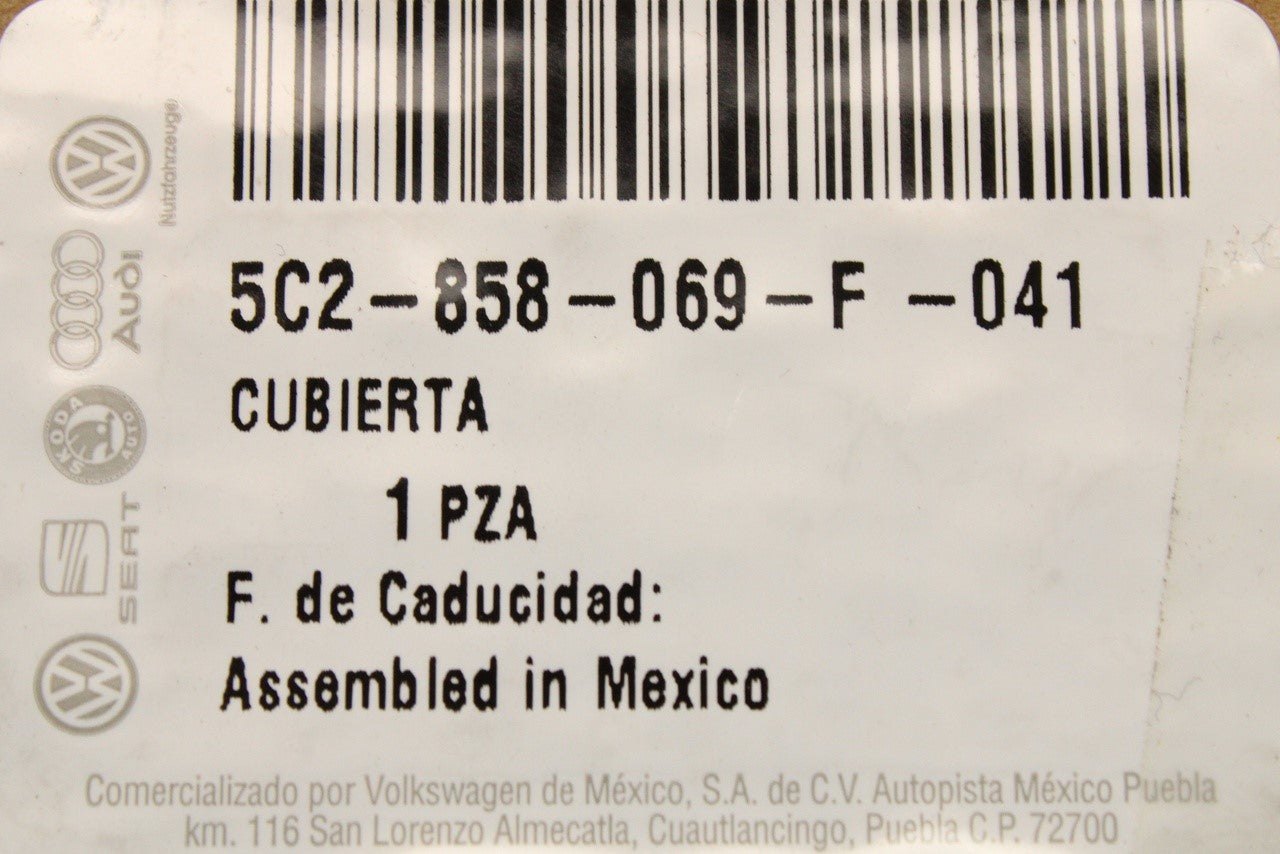 5C2-858-069-F -041
CUBIERTA
1 PZA
F. de Caducidad:
Assembled in Mexico
Comercializado por Volkswagen de México, S.A. de C.V. Autopista México Puebla
km. 116 San Lorenzo Almecatla, Cuautlancingo, Puebla C.P. 72700
Nutzfahrzeuge
Audi
SKODA AUTO
SEAT